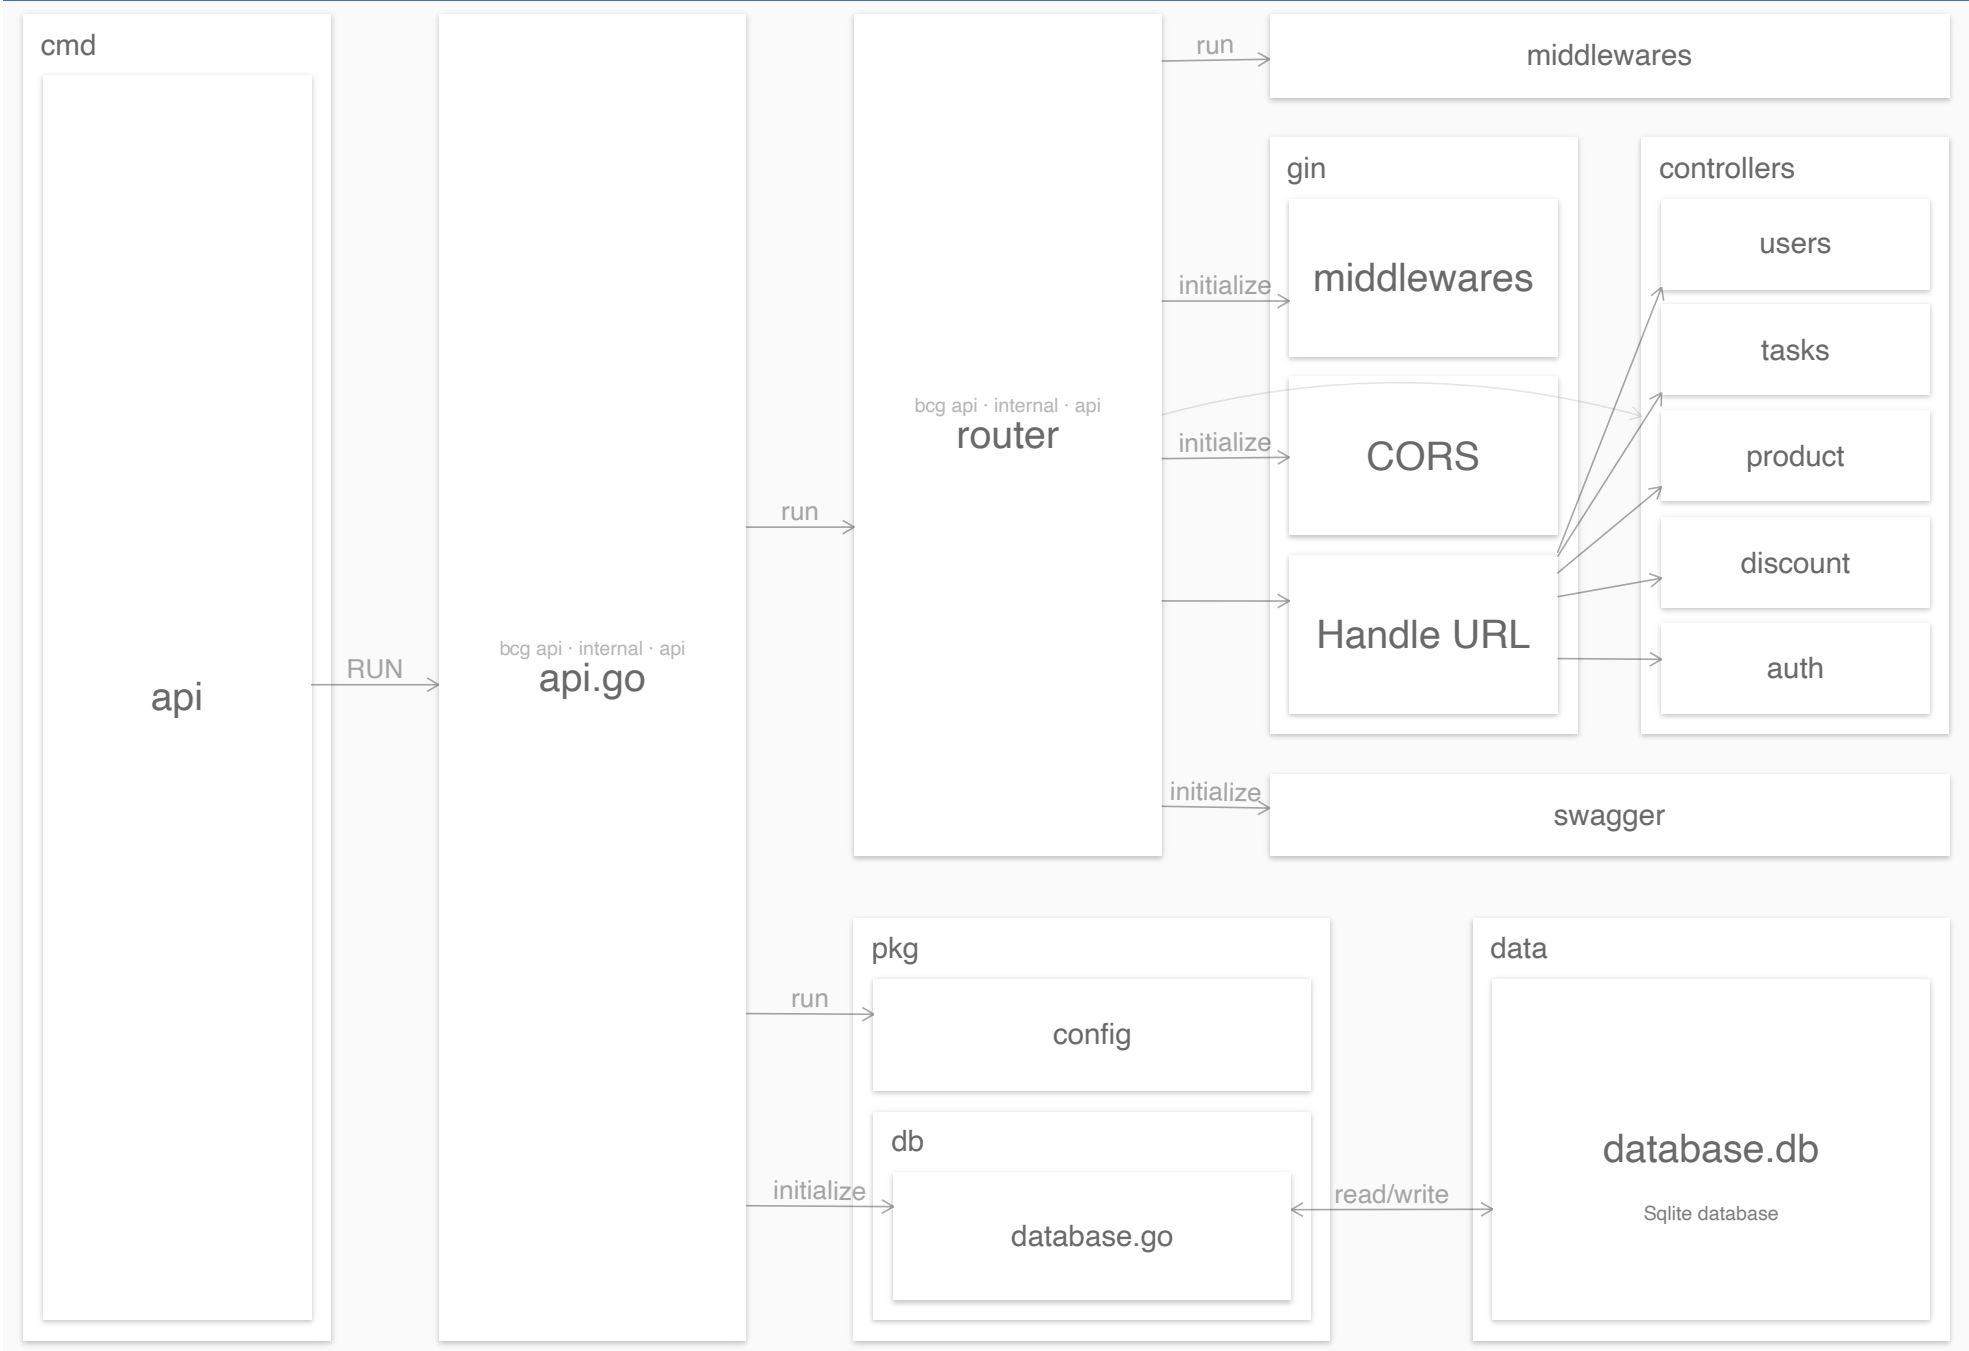 cmd
api
RUN
bcg api · internal · api
api.go
run
bcg api · internal · api
router
run
middlewares
gin
initialize
middlewares
initialize
CORS
Handle URL
controllers
users
tasks
product
discount
auth
initialize
swagger
pkg
run
config
db
initialize
database.go
read/write
data
database.db
Sqlite database